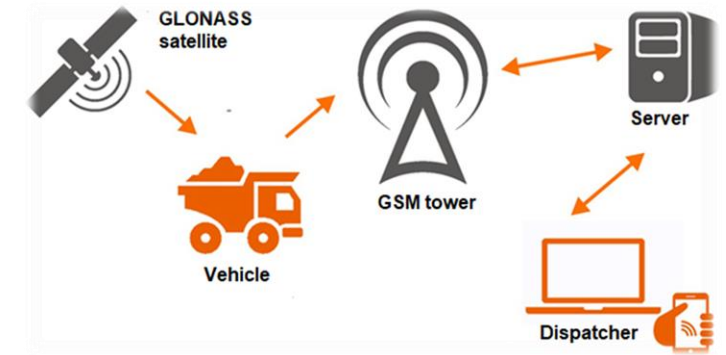 GLONASS
satellite
Server
GSM tower
Vehicle
Dispatcher